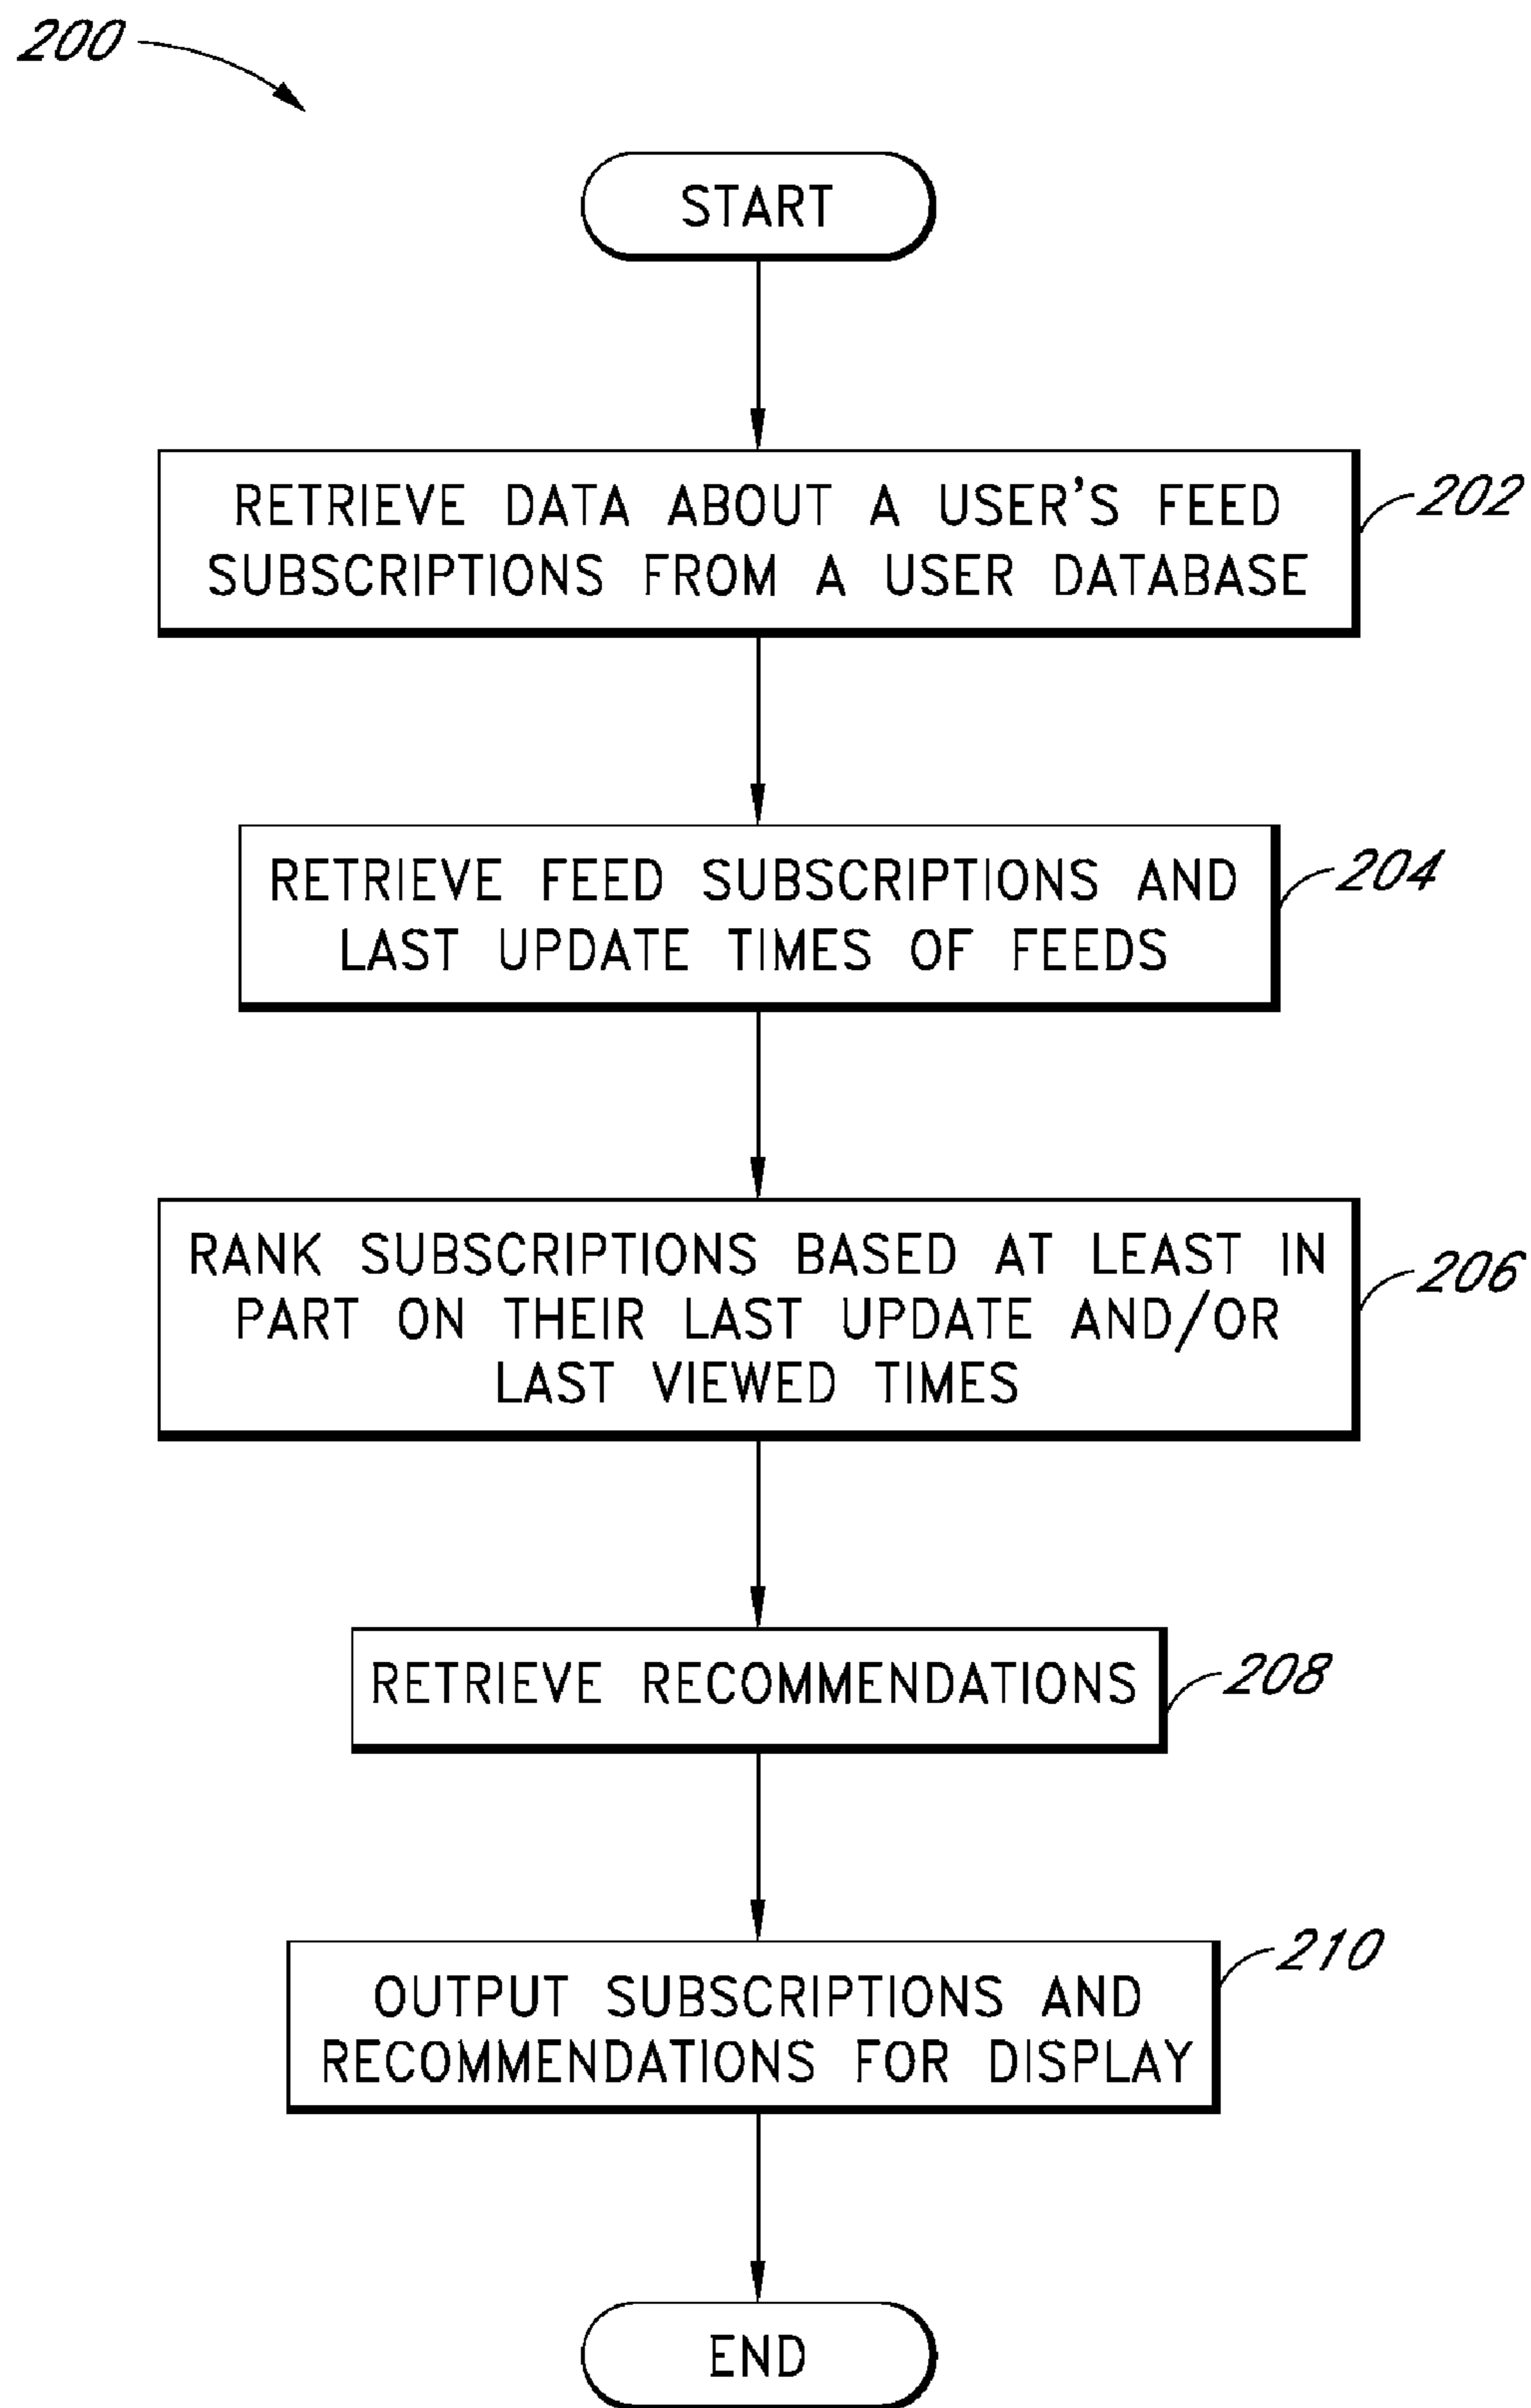 200
START
RETRIEVE DATA ABOUT A USER'S FEED
SUBSCRIPTIONS FROM A USER DATABASE
202
RETRIEVE FEED SUBSCRIPTIONS AND
LAST UPDATE TIMES OF FEEDS
204
RANK SUBSCRIPTIONS BASED AT LEAST IN
PART ON THEIR LAST UPDATE AND/OR
LAST VIEWED TIMES
206
RETRIEVE RECOMMENDATIONS
208
OUTPUT SUBSCRIPTIONS AND
RECOMMENDATIONS FOR DISPLAY
210
END